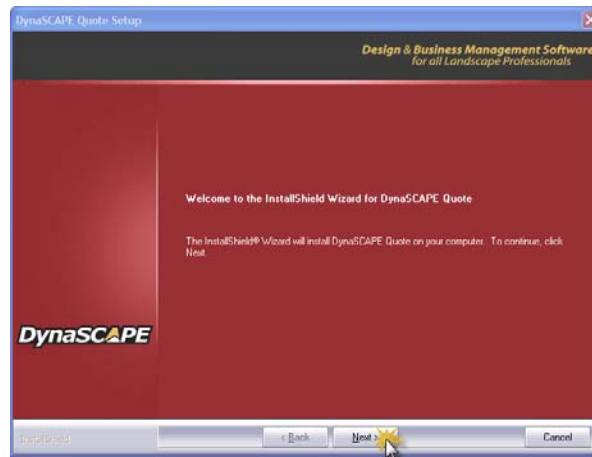 DynaSCAPE Quote Setup
Design & Business Management Software
for all Landscape Professionals
Welcome to the InstallShield Wizard for DynaSCAPE Quote
The InstallShield® Wizard will install DynaSCAPE Quote on your computer. To continue, click
Next.
DynaSCAPE
InstallShield
< Back
Next >
Cancel